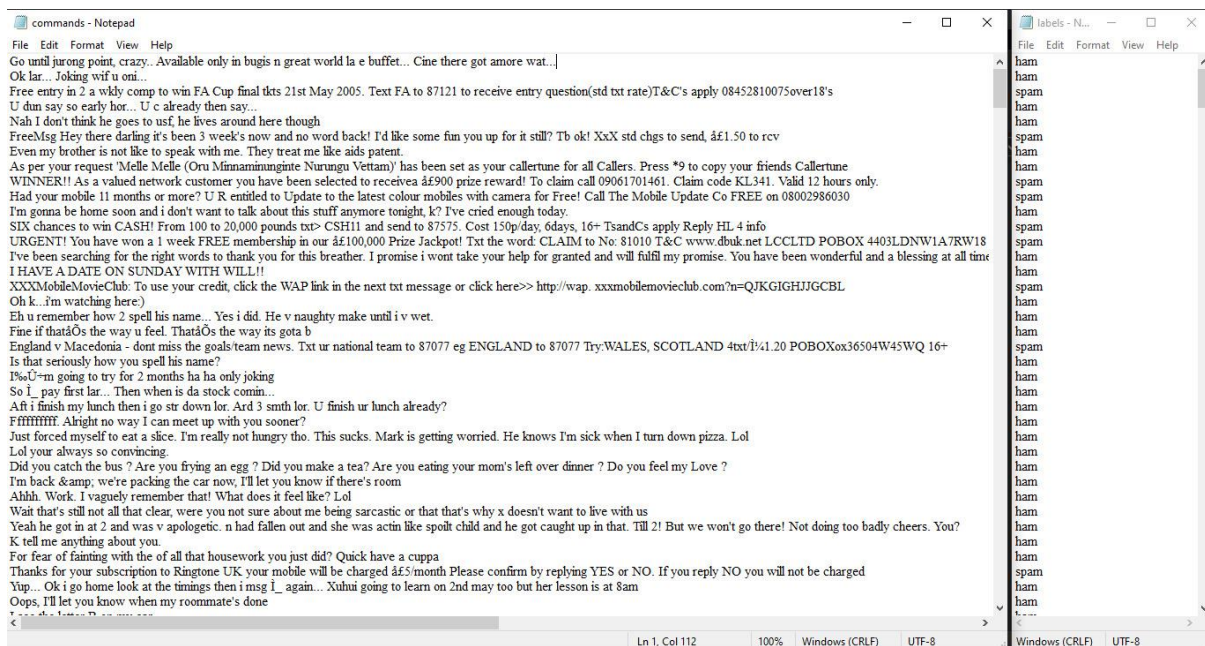 commands - Notepad
File Edit Format View Help
Go until jurong point, crazy.. Available only in bugis n great world la e buffet... Cine there got amore wat...
Ok lar... Joking wif u oni...
Free entry in 2 a wkly comp to win FA Cup final tkts 21st May 2005. Text FA to 87121 to receive entry question(std txt rate)T&C's apply 08452810075over18's
U dun say so early hor... U c already then say...
Nah I don't think he goes to usf, he lives around here though
FreeMsg Hey there darling it's been 3 week's now and no word back! I'd like some fun you up for it still? Tb ok! XxX std chgs to send, å£1.50 to rcv
Even my brother is not like to speak with me. They treat me like aids patent.
As per your request 'Melle Melle (Oru Minnaminunginte Nurungu Vettam)' has been set as your callertune for all Callers. Press *9 to copy your friends Callertune
WINNER!! As a valued network customer you have been selected to receivea å£900 prize reward! To claim call 09061701461. Claim code KL341. Valid 12 hours only.
Had your mobile 11 months or more? U R entitled to Update to the latest colour mobiles with camera for Free! Call The Mobile Update Co FREE on 08002986030
I'm gonna be home soon and i don't want to talk about this stuff anymore tonight, k? I've cried enough today.
SIX chances to win CASH! From 100 to 20,000 pounds txt> CSH11 and send to 87575. Cost 150p/day, 6days, 16+ TsandCs apply Reply HL 4 info
URGENT! You have won a 1 week FREE membership in our å£100,000 Prize Jackpot! Txt the word: CLAIM to No: 81010 T&C www.dbuk.net LCCLTD POBOX 4403LDNW1A7RW18
I've been searching for the right words to thank you for this breather. I promise i wont take your help for granted and will fulfil my promise. You have been wonderful and a blessing at all time
I HAVE A DATE ON SUNDAY WITH WILL!!
XXXMobileMovieClub: To use your credit, click the WAP link in the next txt message or click here>> http://wap. xxxmobilemovieclub.com?n=QJKGIGHJJGCBL
Oh k...i'm watching here:)
Eh u remember how 2 spell his name... Yes i did. He v naughty make until i v wet.
Fine if thatåÕs the way u feel. ThatåÕs the way its gota b
England v Macedonia - dont miss the goals/team news. Txt ur national team to 87077 eg ENGLAND to 87077 Try:WALES, SCOTLAND 4txt/Ì¼1.20 POBOXox36504W45WQ 16+
Is that seriously how you spell his name?
I‰Û÷m going to try for 2 months ha ha only joking
So Ì_ pay first lar... Then when is da stock comin...
Aft i finish my lunch then i go str down lor. Ard 3 smth lor. U finish ur lunch already?
Ffffffffff. Alright no way I can meet up with you sooner?
Just forced myself to eat a slice. I'm really not hungry tho. This sucks. Mark is getting worried. He knows I'm sick when I turn down pizza. Lol
Lol your always so convincing.
Did you catch the bus ? Are you frying an egg ? Did you make a tea? Are you eating your mom's left over dinner ? Do you feel my Love ?
I'm back &amp; we're packing the car now, I'll let you know if there's room
Ahhh. Work. I vaguely remember that! What does it feel like? Lol
Wait that's still not all that clear, were you not sure about me being sarcastic or that that's why x doesn't want to live with us
Yeah he got in at 2 and was v apologetic. n had fallen out and she was actin like spoilt child and he got caught up in that. Till 2! But we won't go there! Not doing too badly cheers. You?
K tell me anything about you.
For fear of fainting with the of all that housework you just did? Quick have a cuppa
Thanks for your subscription to Ringtone UK your mobile will be charged å£5/month Please confirm by replying YES or NO. If you reply NO you will not be charged
Yup... Ok i go home look at the timings then i msg Ì_ again... Xuhui going to learn on 2nd may too but her lesson is at 8am
Oops, I'll let you know when my roommate's done
Ln 1, Col 112 100% Windows (CRLF) UTF-8
labels - N...
File Edit Format View Help
ham
ham
spam
ham
ham
spam
ham
ham
spam
spam
ham
spam
spam
ham
ham
spam
ham
ham
ham
spam
ham
ham
ham
ham
ham
ham
ham
ham
ham
ham
ham
ham
ham
ham
spam
ham
ham
Windows (CRLF) UTF-8